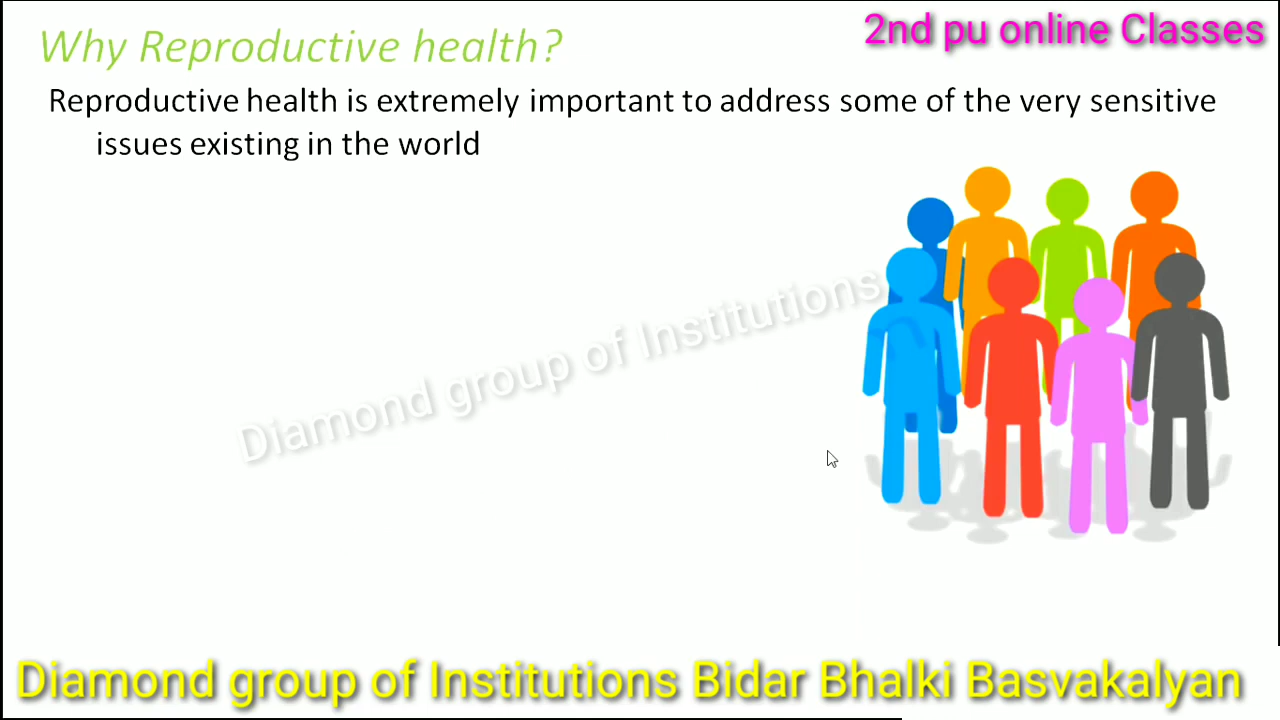 2nd pu online Classes
Why Reproductive health?
Reproductive health is extremely important to address some of the very sensitive
issues existing in the world
Diamond group of Institutions
Diamond group of Institutions Bidar Bhalki Basvakalyan